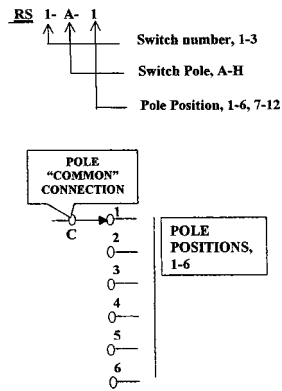 RS 1- A- 1
Switch number, 1-3
Switch Pole, A-H
Pole Position, 1-6, 7-12
POLE
“COMMON”
CONNECTION
C
1
2
3
4
5
6
POLE
POSITIONS,
1-6